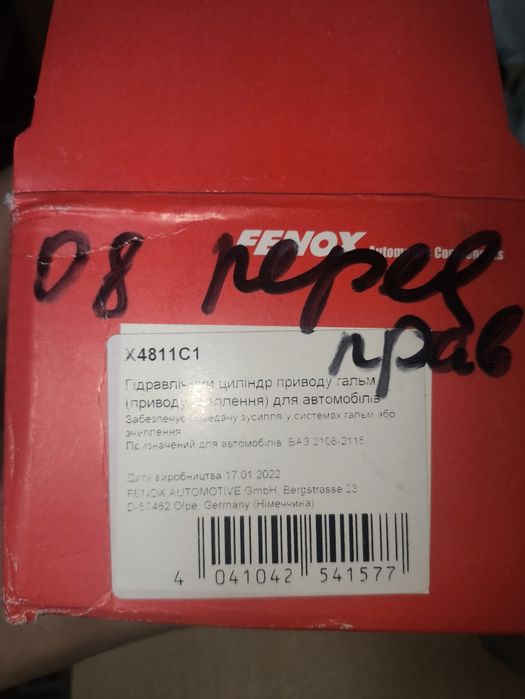 FENOX Automotive Components
08 перед
прав
X4811C1
Гідравлічний циліндр приводу гальм
(приводу зчеплення) для автомобілів
Забезпечує передачу зусилля у системах гальм або
зчеплення
Призначений для автомобілів ВАЗ 2108-2115
Дата виробництва 17.01.2022
FENOX AUTOMOTIVE GmbH, Bergstrasse 23
D-57462 Olpe, Germany (Німеччина)
4 041042 541577